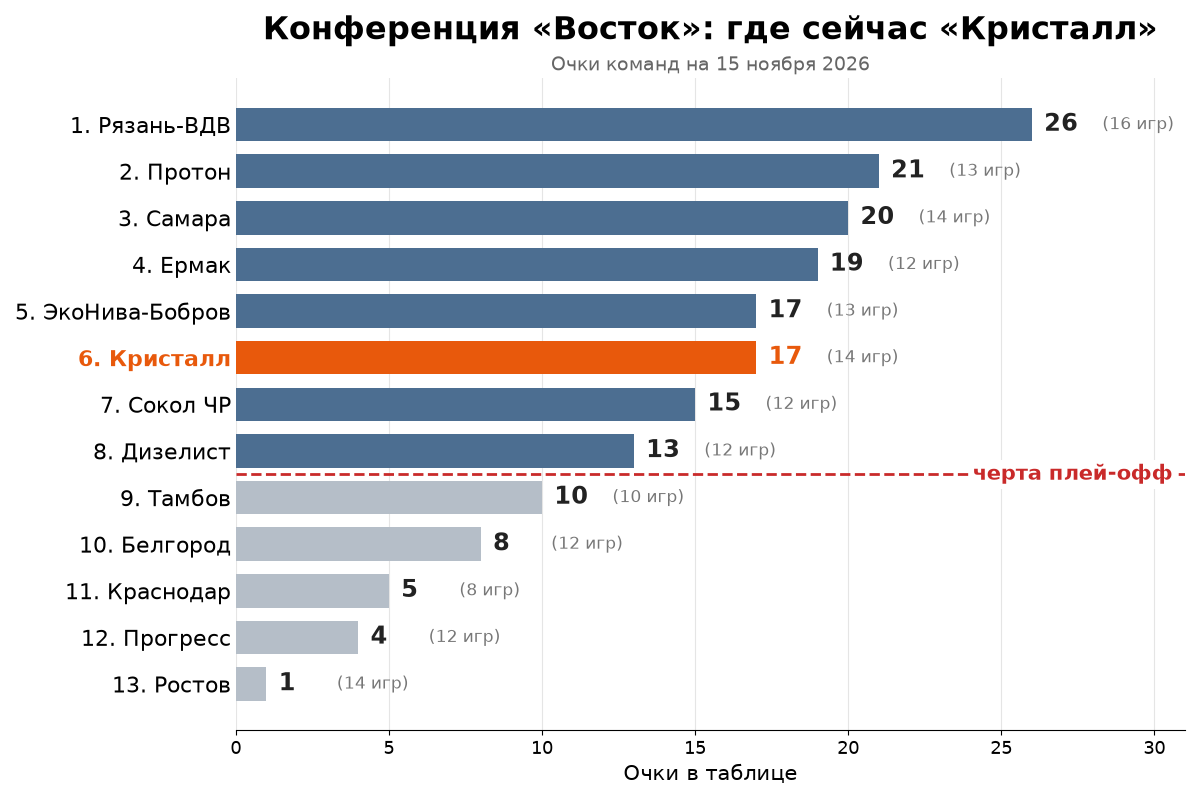 Конференция «Восток»: где сейчас «Кристалл»
Очки команд на 15 ноября 2026
1. Рязань-ВДВ 26 (16 игр)
2. Протон 21 (13 игр)
3. Самара 20 (14 игр)
4. Ермак 19 (12 игр)
5. ЭкоНива-Бобров 17 (13 игр)
6. Кристалл 17 (14 игр)
7. Сокол ЧР 15 (12 игр)
8. Дизелист 13 (12 игр)
черта плей-офф
9. Тамбов 10 (10 игр)
10. Белгород 8 (12 игр)
11. Краснодар 5 (8 игр)
12. Прогресс 4 (12 игр)
13. Ростов 1 (14 игр)
0 5 10 15 20 25 30
Очки в таблице